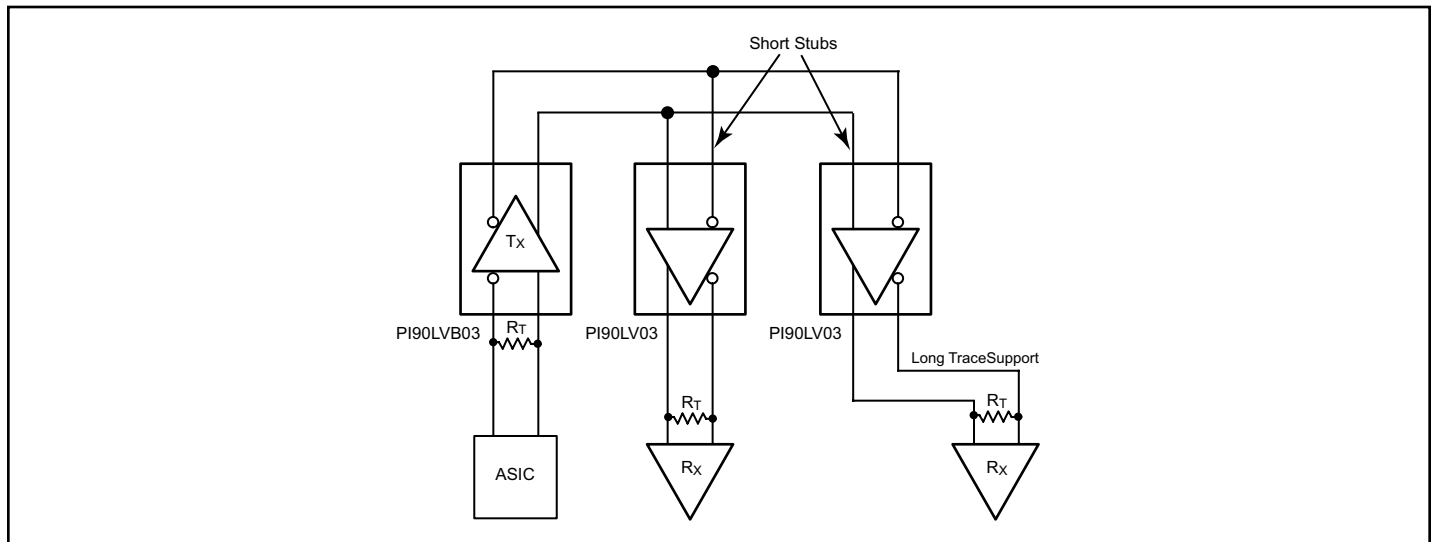 Short Stubs
TX
PI90LVB03
RT
PI90LV03
PI90LV03
Long TraceSupport
RT
RT
ASIC
RX
RX